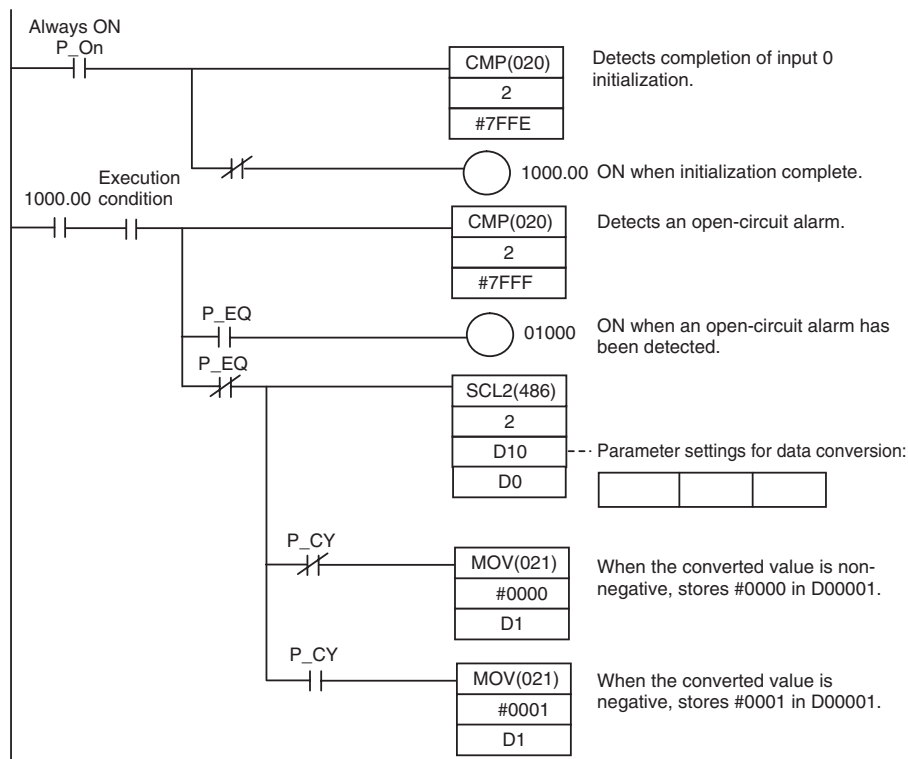 Always ON
P_On
CMP(020)
2
#7FFE
Detects completion of input 0
initialization.
1000.00 ON when initialization complete.
Execution
1000.00 condition
CMP(020)
2
#7FFF
Detects an open-circuit alarm.
P_EQ
01000
ON when an open-circuit alarm has
been detected.
P_EQ
SCL2(486)
2
D10
D0
Parameter settings for data conversion:
P_CY
MOV(021)
#0000
D1
When the converted value is non-
negative, stores #0000 in D00001.
P_CY
MOV(021)
#0001
D1
When the converted value is
negative, stores #0001 in D00001.